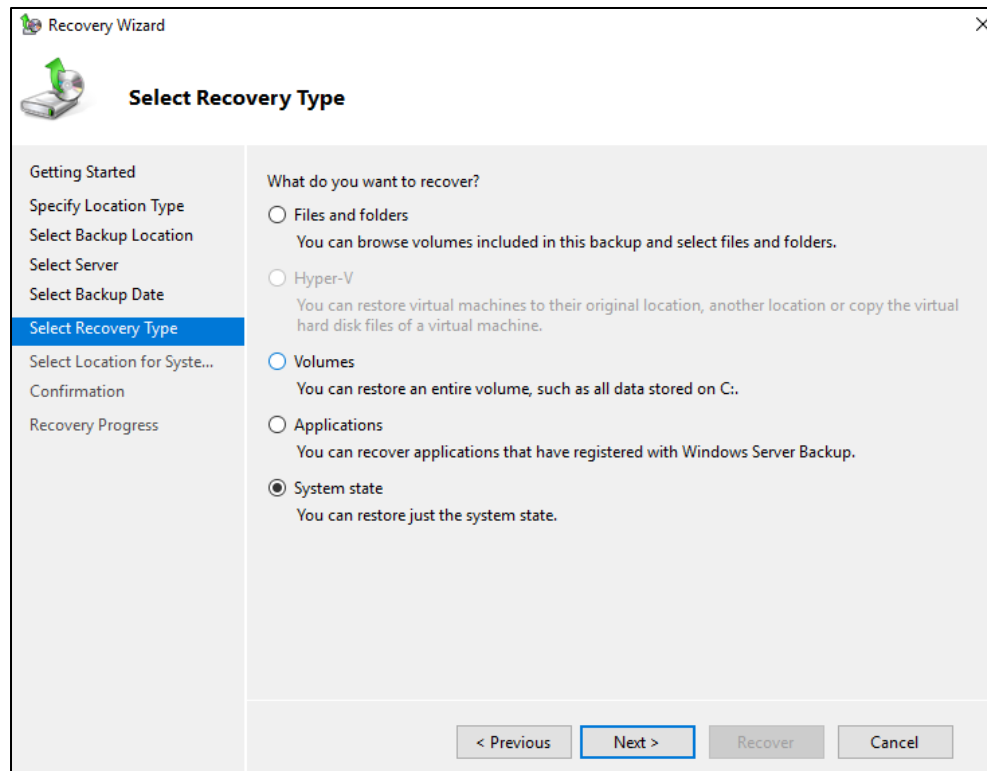 Recovery Wizard
Select Recovery Type
Getting Started
Specify Location Type
Select Backup Location
Select Server
Select Backup Date
Select Recovery Type
Select Location for Syste...
Confirmation
Recovery Progress
What do you want to recover?
Files and folders
You can browse volumes included in this backup and select files and folders.
Hyper-V
You can restore virtual machines to their original location, another location or copy the virtual
hard disk files of a virtual machine.
Volumes
You can restore an entire volume, such as all data stored on C:.
Applications
You can recover applications that have registered with Windows Server Backup.
System state
You can restore just the system state.
< Previous
Next >
Recover
Cancel